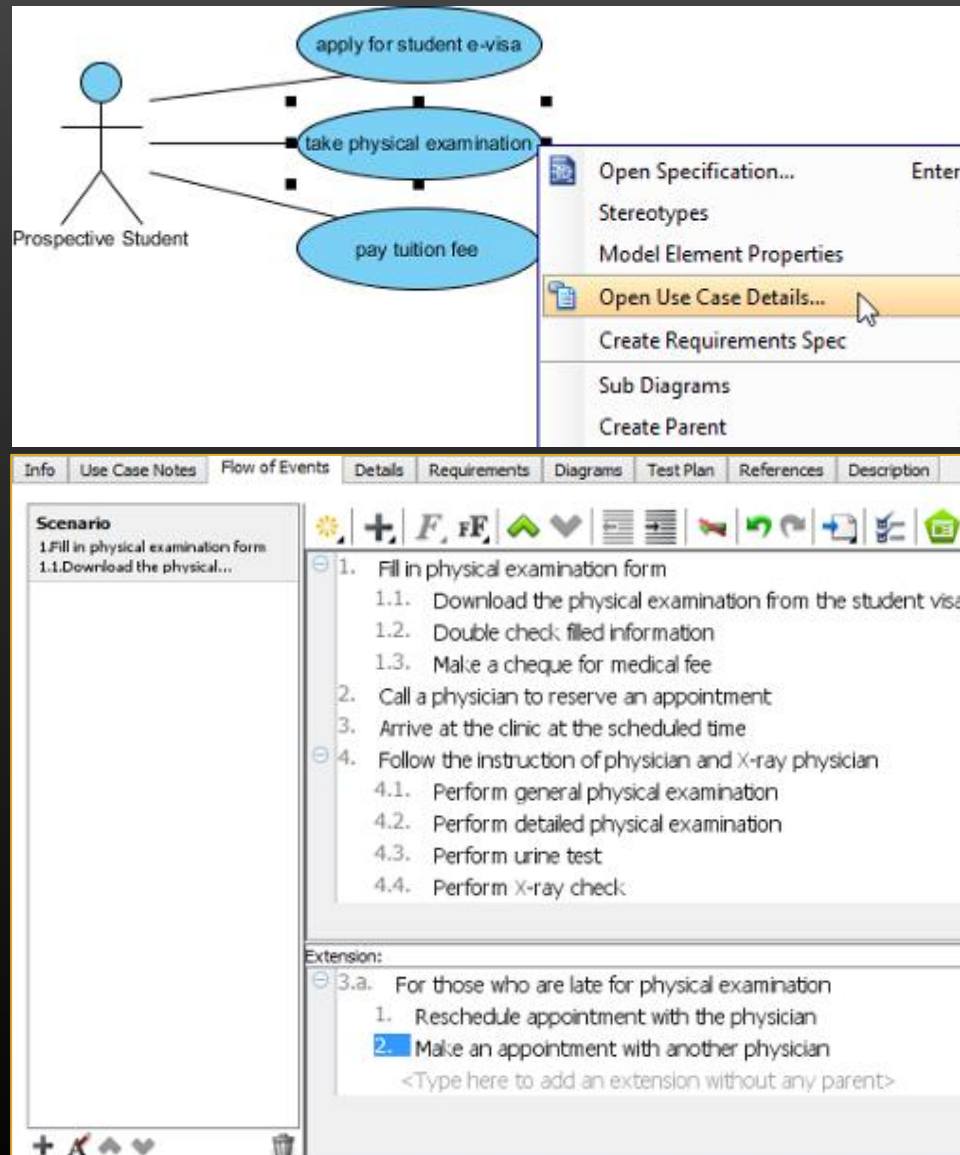 apply for student e-visa
take physical examination
pay tuition fee
Prospective Student
Open Specification... Enter
Stereotypes
Model Element Properties
Open Use Case Details...
Create Requirements Spec
Sub Diagrams
Create Parent
Info Use Case Notes Flow of Events Details Requirements Diagrams Test Plan References Description
Scenario
1.Fill in physical examination form
1.1.Download the physical...
1. Fill in physical examination form
1.1. Download the physical examination from the student visa
1.2. Double check filled information
1.3. Make a cheque for medical fee
2. Call a physician to reserve an appointment
3. Arrive at the clinic at the scheduled time
4. Follow the instruction of physician and X-ray physician
4.1. Perform general physical examination
4.2. Perform detailed physical examination
4.3. Perform urine test
4.4. Perform X-ray check
Extension:
3.a. For those who are late for physical examination
1. Reschedule appointment with the physician
2. Make an appointment with another physician
<Type here to add an extension without any parent>